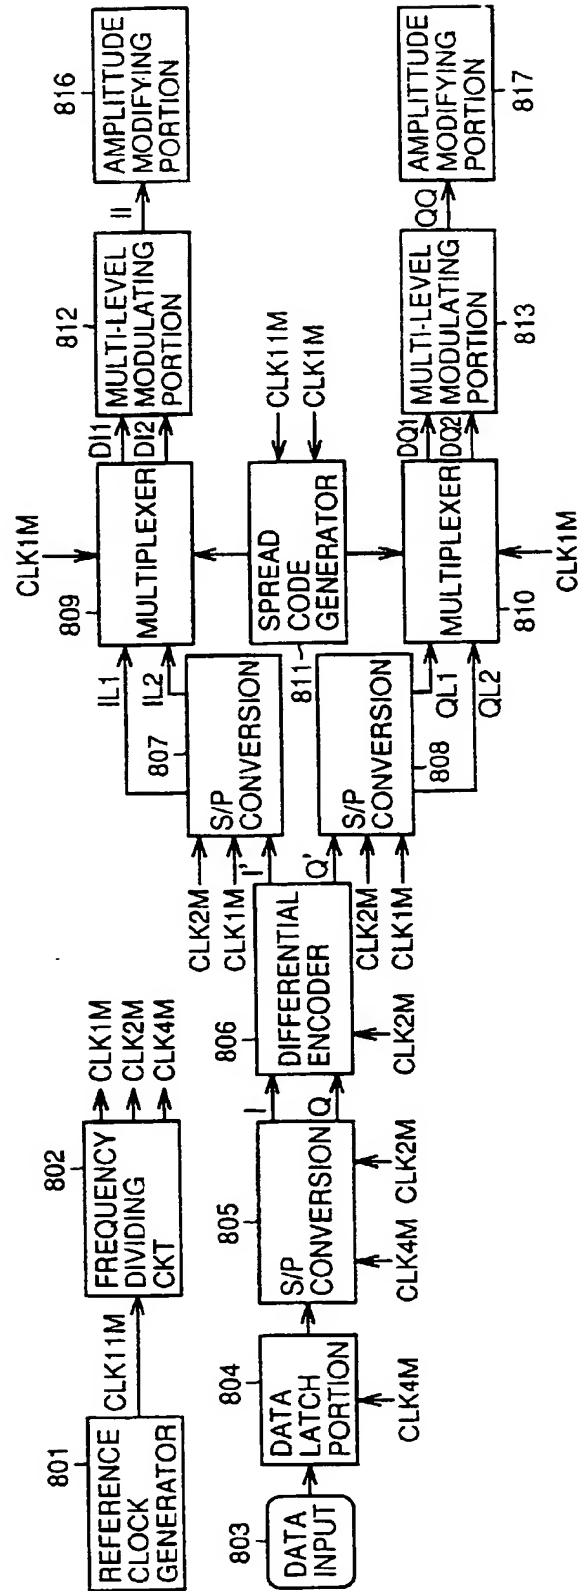 801
REFERENCE
CLOCK
GENERATOR
CLK11M
802
FREQUENCY
DIVIDING
CKT
CLK1M
CLK2M
CLK4M
803
DATA
INPUT
804
DATA
LATCH
PORTION
CLK4M
805
S/P
CONVERSION
CLK4M
CLK2M
I
Q
806
DIFFERENTIAL
ENCODER
CLK2M
CLK2M
CLK1M
I'
Q'
CLK2M
CLK1M
807
S/P
CONVERSION
808
S/P
CONVERSION
IL1
IL2
QL1
QL2
CLK1M
809
MULTIPLEXER
811
SPREAD
CODE
GENERATOR
CLK11M
CLK1M
810
MULTIPLEXER
CLK1M
DI1
DI2
812
MULTI-LEVEL
MODULATING
PORTION
II
816
AMPLITTUDE
MODIFYING
PORTION
DQ1
DQ2
813
MULTI-LEVEL
MODULATING
PORTION
QQ
817
AMPLITTUDE
MODIFYING
PORTION